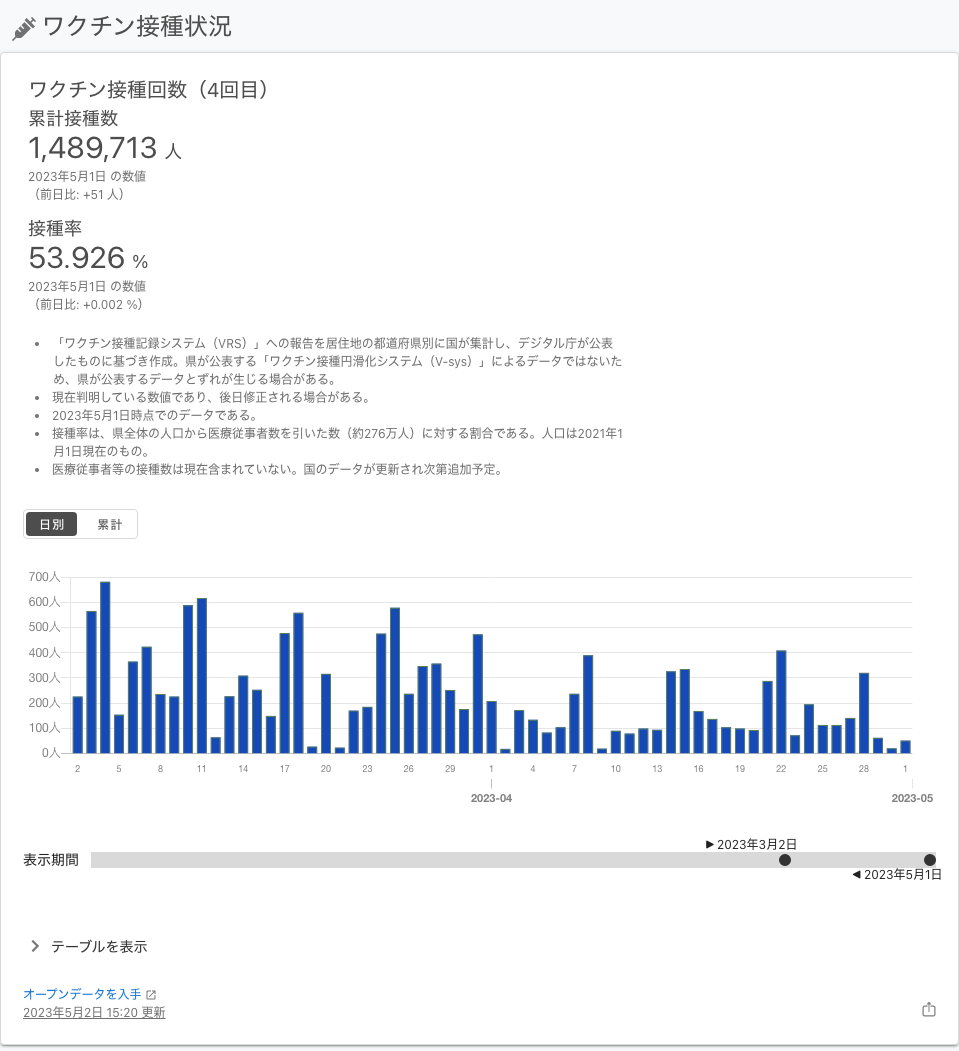 ワクチン接種状況
ワクチン接種回数（4回目）
累計接種数
1,489,713 人
2023年5月1日 の数値
（前日比: +51 人）
接種率
53.926 %
2023年5月1日 の数値
（前日比: +0.002 %）
• 「ワクチン接種記録システム（VRS）」への報告を居住地の都道府県別に国が集計し、デジタル庁が公表
したものに基づき作成。県が公表する「ワクチン接種円滑化システム（V-sys）」によるデータではないた
め、県が公表するデータとずれが生じる場合がある。
• 現在判明している数値であり、後日修正される場合がある。
• 2023年5月1日時点でのデータである。
• 接種率は、県全体の人口から医療従事者数を引いた数（約276万人）に対する割合である。人口は2021年1
月1日現在のもの。
• 医療従事者等の接種数は現在含まれていない。国のデータが更新され次第追加予定。
日別 累計
700人
600人
500人
400人
300人
200人
100人
0人
2 5 8 11 14 17 20 23 26 29 1 4 7 10 13 16 19 22 25 28 1
2023-04 2023-05
▶ 2023年3月2日
表示期間
◀ 2023年5月1日
テーブルを表示
オープンデータを入手
2023年5月2日 15:20 更新